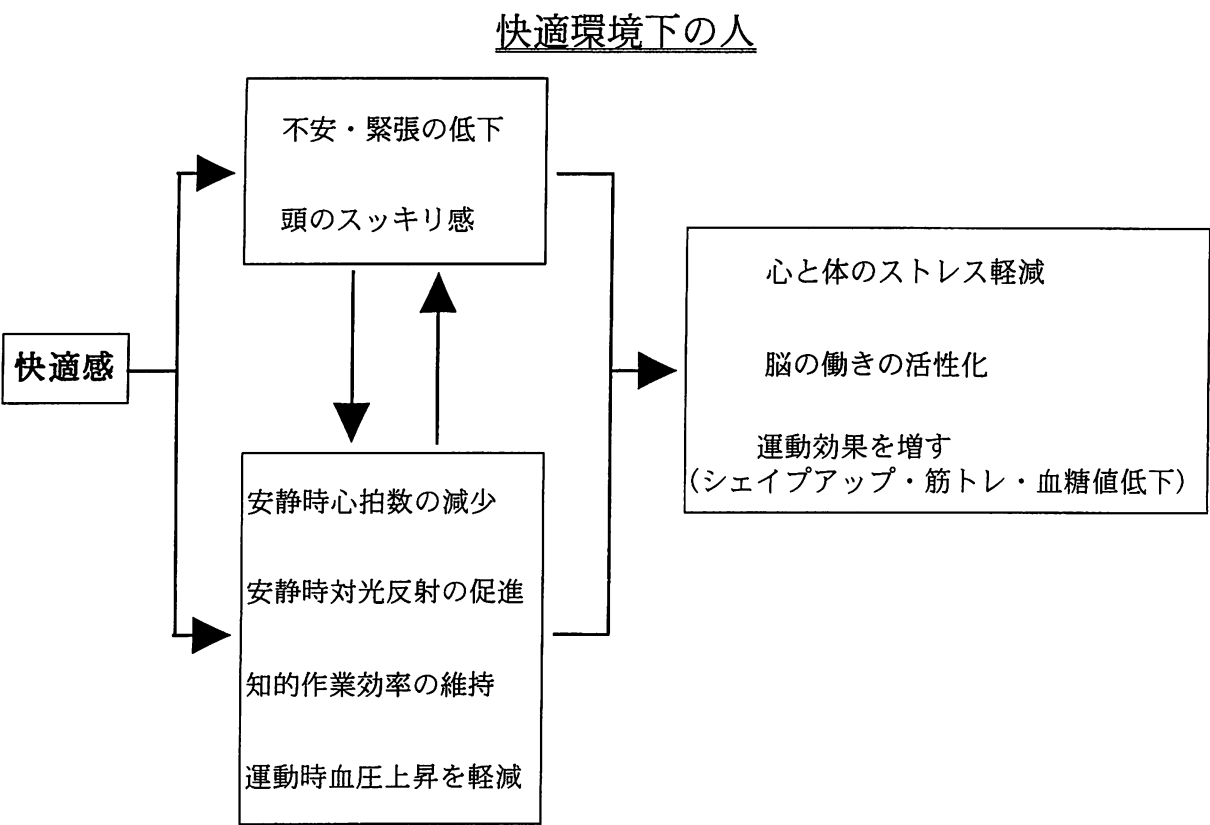 快適環境下の人
不安・緊張の低下
頭のスッキリ感
快適感
安静時心拍数の減少
安静時対光反射の促進
知的作業効率の維持
運動時血圧上昇を軽減
心と体のストレス軽減
脳の働きの活性化
運動効果を増す
（シェイプアップ・筋トレ・血糖値低下）